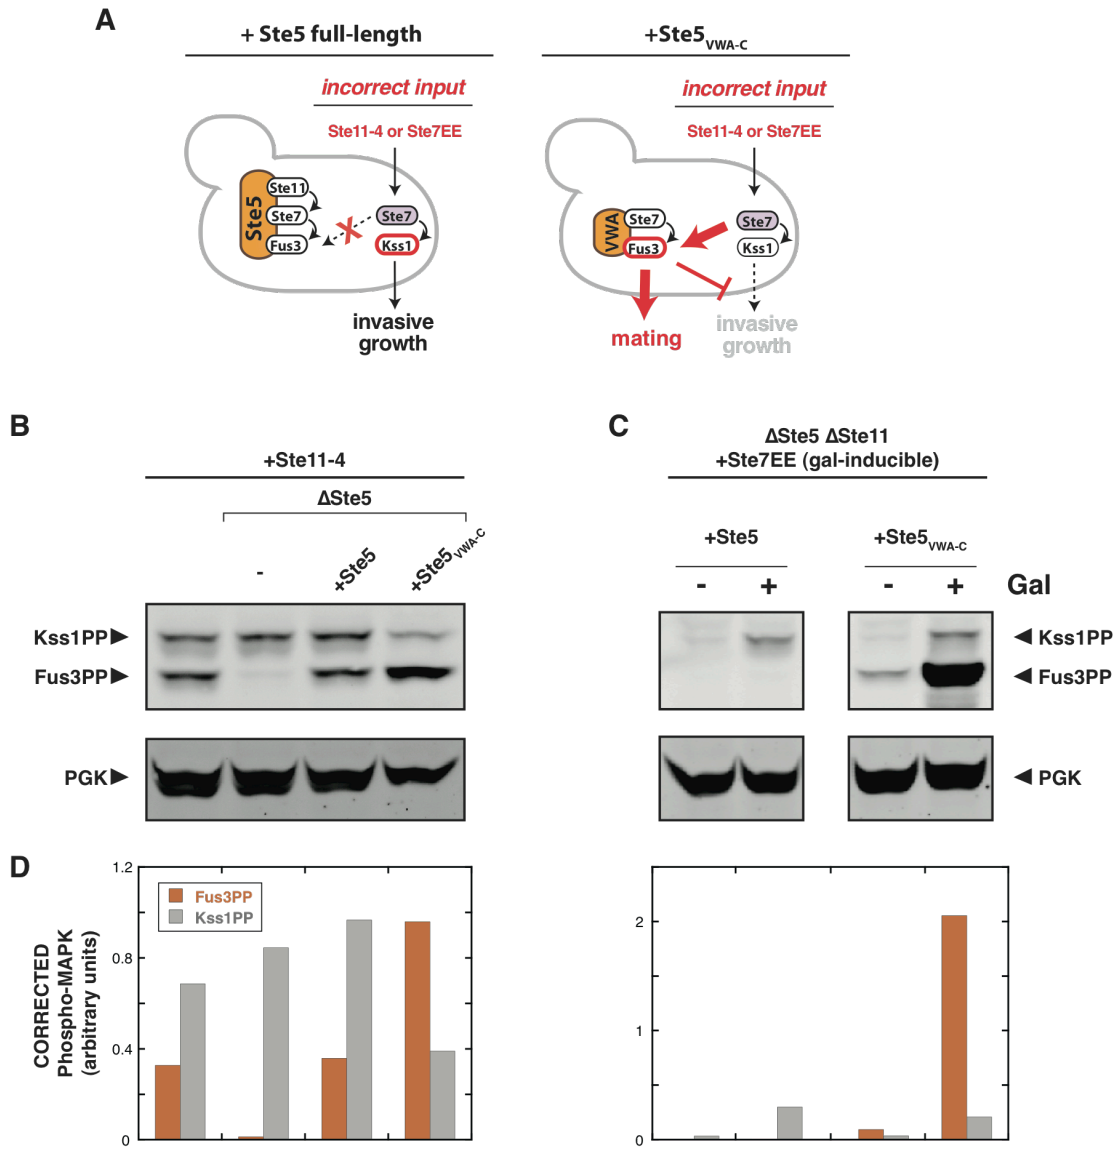 A
+ Ste5 full-length
incorrect input
Ste11-4 or Ste7EE
Ste5
Ste11
Ste7
Fus3
X
Ste7
Kss1
invasive
growth
+Ste5VWA-C
incorrect input
Ste11-4 or Ste7EE
VWA
Ste7
Fus3
Ste7
Kss1
mating
invasive
growth
B
+Ste11-4
ΔSte5
-
+Ste5
+Ste5VWA-C
Kss1PP
Fus3PP
PGK
C
ΔSte5 ΔSte11
+Ste7EE (gal-inducible)
+Ste5
+Ste5VWA-C
- + - + Gal
Kss1PP
Fus3PP
PGK
D
CORRECTED
Phospho-MAPK
(arbitrary units)
1.2
0.8
0.4
0
Fus3PP
Kss1PP
2
1
0